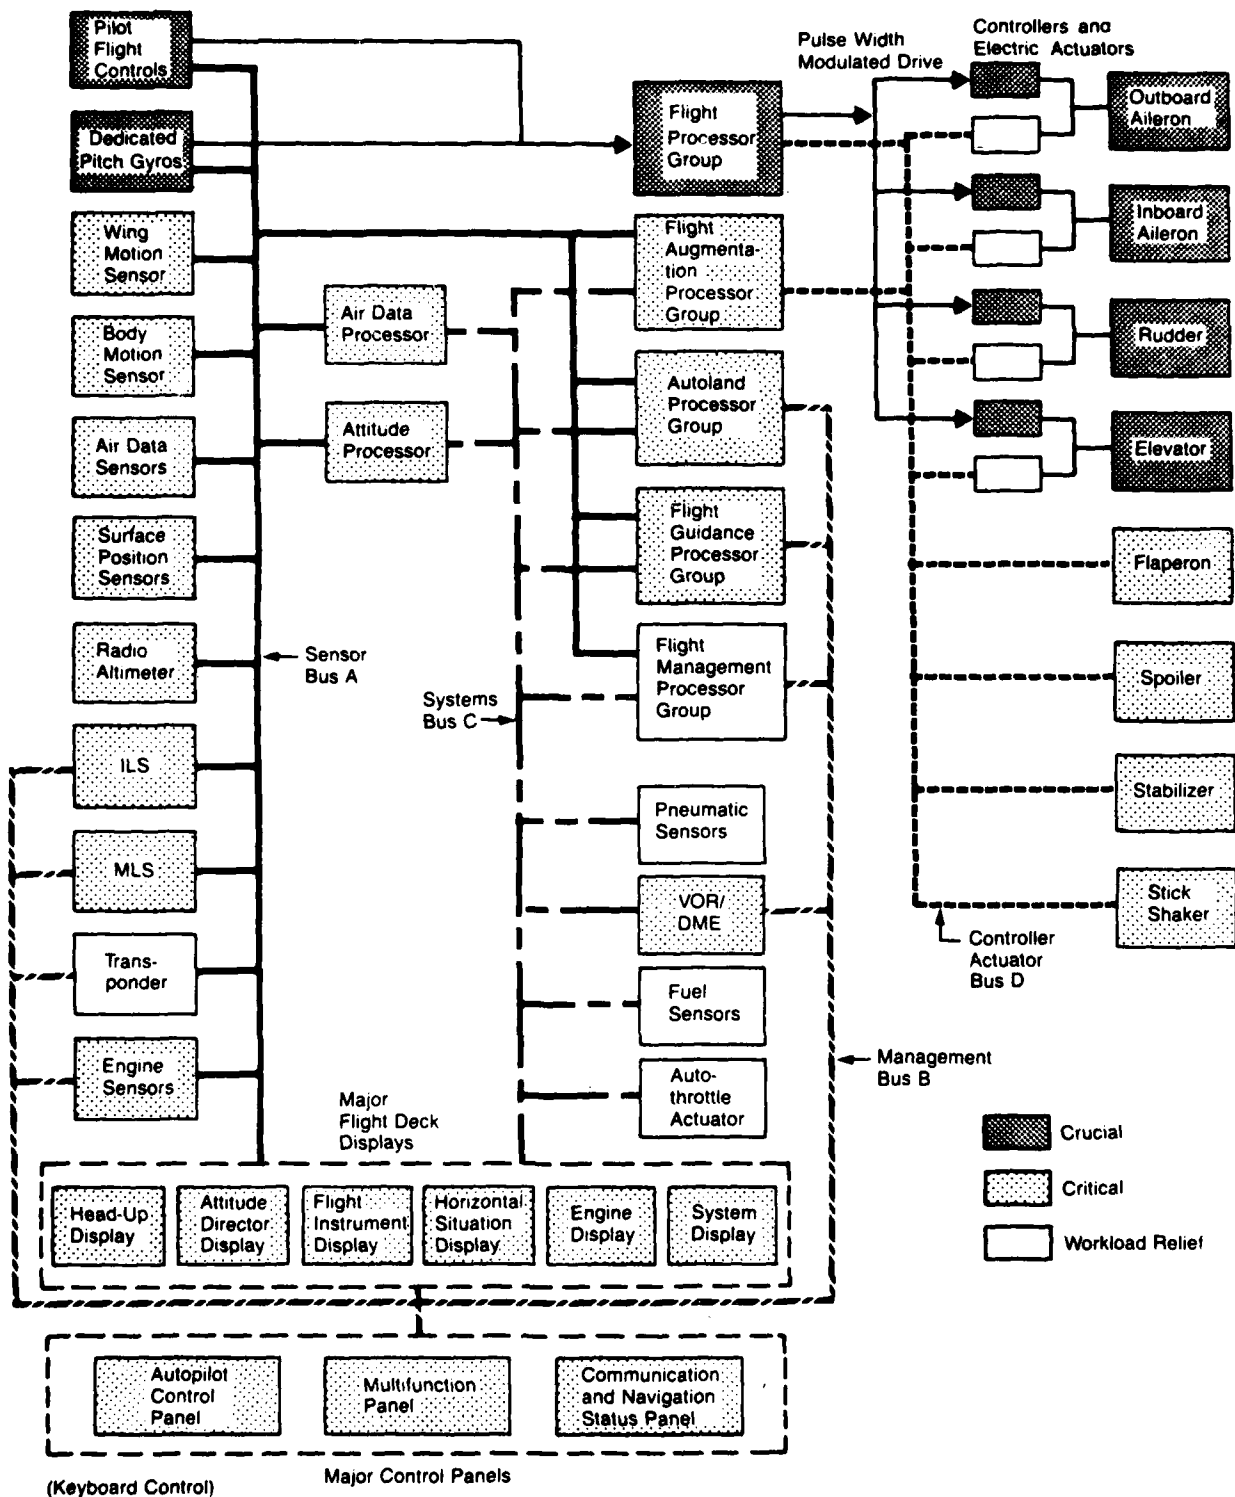 Pilot
Flight
Controls
Dedicated
Pitch Gyros
Wing
Motion
Sensor
Body
Motion
Sensor
Air Data
Sensors
Surface
Position
Sensors
Radio
Altimeter
ILS
MLS
Trans-
ponder
Engine
Sensors
Sensor
Bus A
Air Data
Processor
Attitude
Processor
Systems
Bus C
Flight
Processor
Group
Flight
Augmenta-
tion
Processor
Group
Autoland
Processor
Group
Flight
Guidance
Processor
Group
Flight
Management
Processor
Group
Pneumatic
Sensors
VOR/
DME
Fuel
Sensors
Auto-
throttle
Actuator
Pulse Width
Modulated Drive
Controllers and
Electric Actuators
Outboard
Aileron
Inboard
Aileron
Rudder
Elevator
Flaperon
Spoiler
Stabilizer
Stick
Shaker
Controller
Actuator
Bus D
Management
Bus B
Crucial
Critical
Workload Relief
Major
Flight Deck
Displays
Head-Up
Display
Attitude
Director
Display
Flight
Instrument
Display
Horizontal
Situation
Display
Engine
Display
System
Display
Autopilot
Control
Panel
Multifunction
Panel
Communication
and Navigation
Status Panel
(Keyboard Control)
Major Control Panels